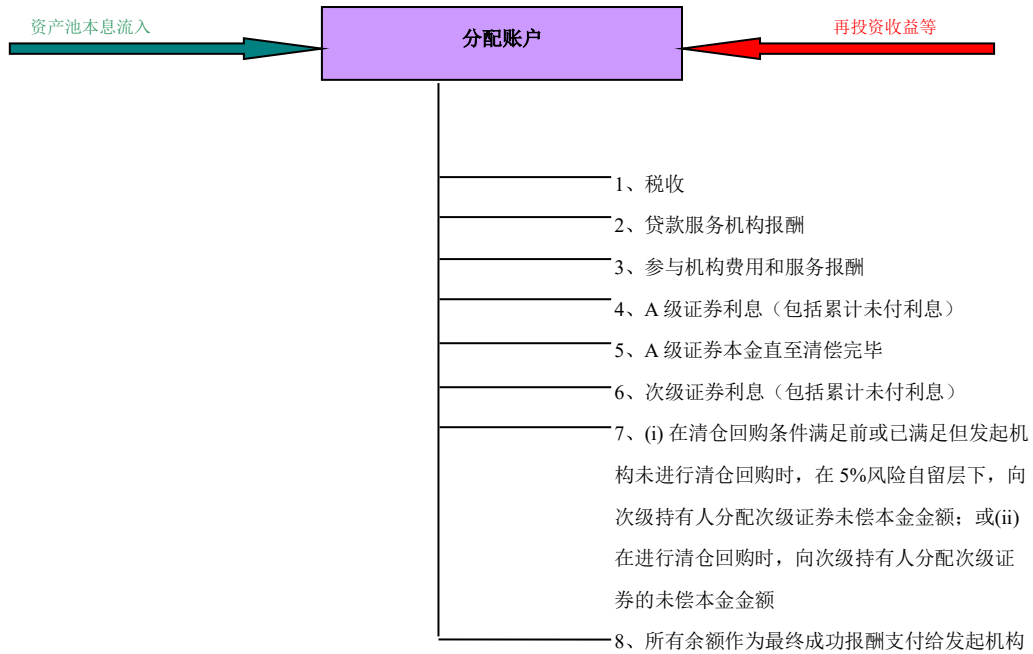 资产池本息流入
分配账户
再投资收益等
1、税收
2、贷款服务机构报酬
3、参与机构费用和服务报酬
4、A 级证券利息（包括累计未付利息）
5、A 级证券本金直至清偿完毕
6、次级证券利息（包括累计未付利息）
7、(i) 在清仓回购条件满足前或已满足但发起机
构未进行清仓回购时，在 5%风险自留层下，向
次级持有人分配次级证券未偿本金金额；或(ii)
在进行清仓回购时，向次级持有人分配次级证
券的未偿本金金额
8、所有余额作为最终成功报酬支付给发起机构